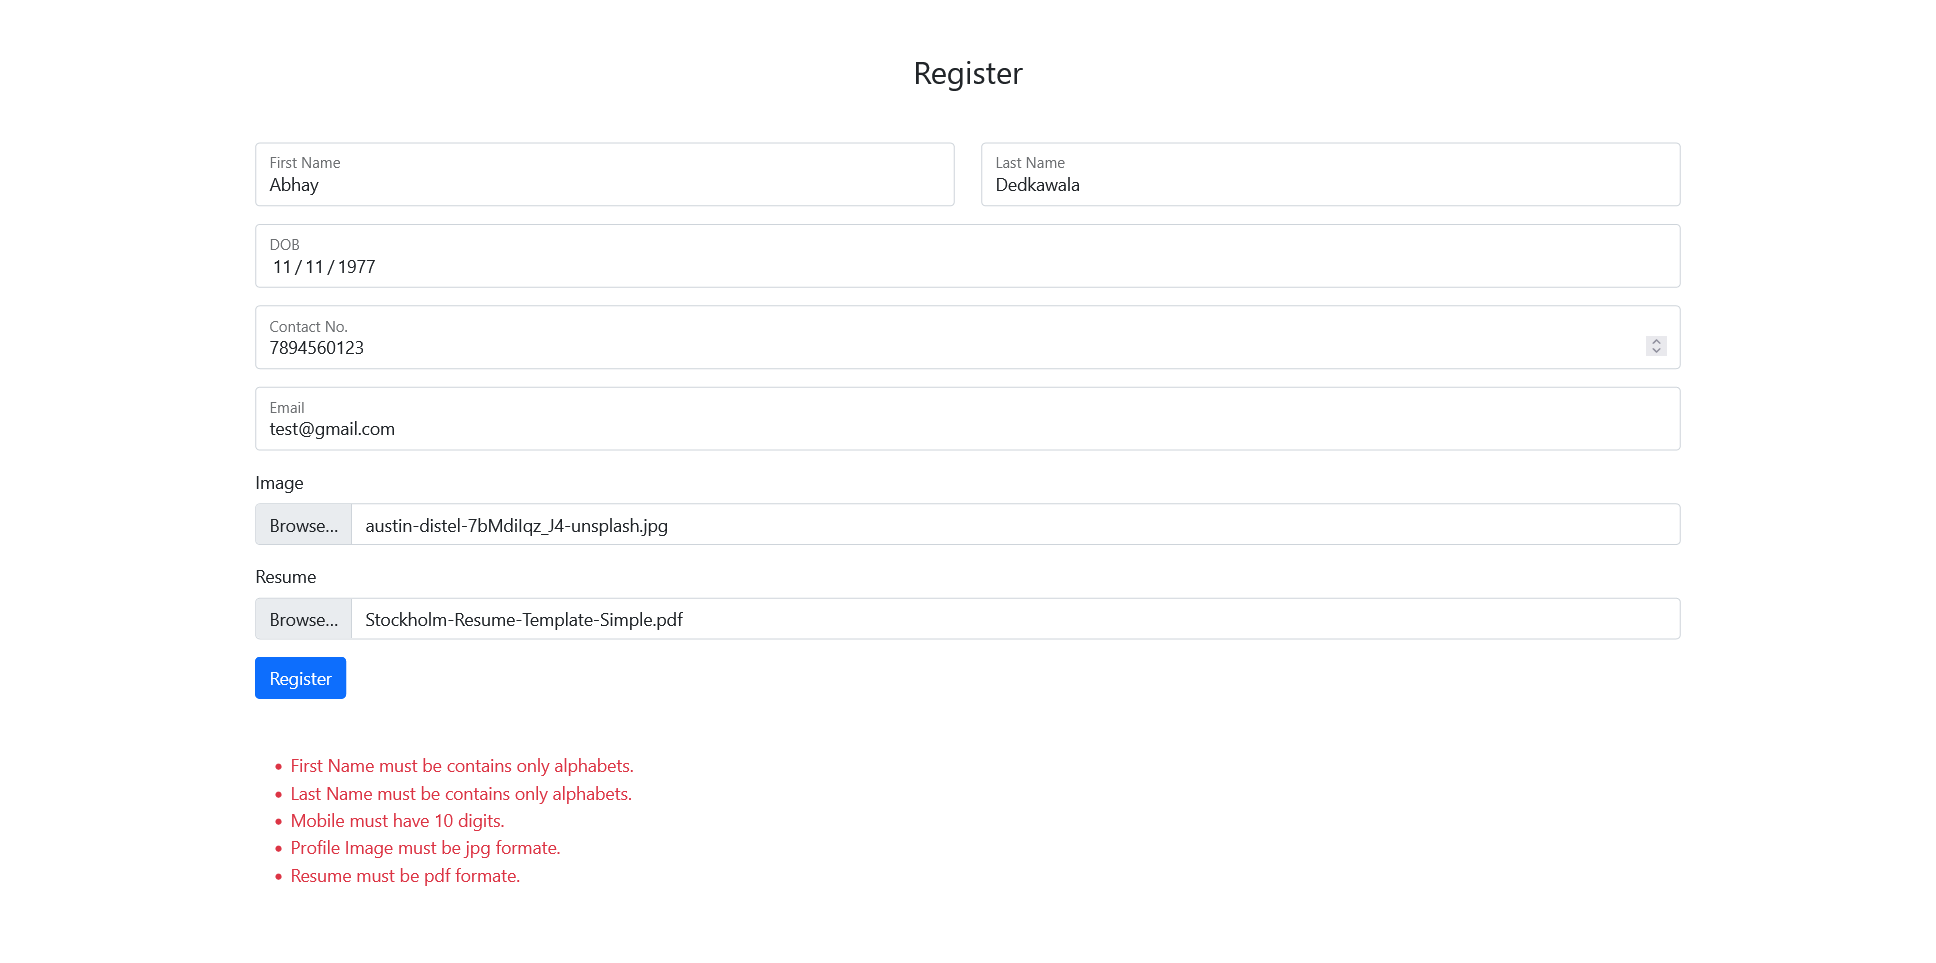 Register
First Name
Abhay
Last Name
Dedkawala
DOB
11 / 11 / 1977
Contact No.
7894560123
Email
test@gmail.com
Image
Browse... austin-distel-7bMdiIqz_J4-unsplash.jpg
Resume
Browse... Stockholm-Resume-Template-Simple.pdf
Register
• First Name must be contains only alphabets.
• Last Name must be contains only alphabets.
• Mobile must have 10 digits.
• Profile Image must be jpg formate.
• Resume must be pdf formate.